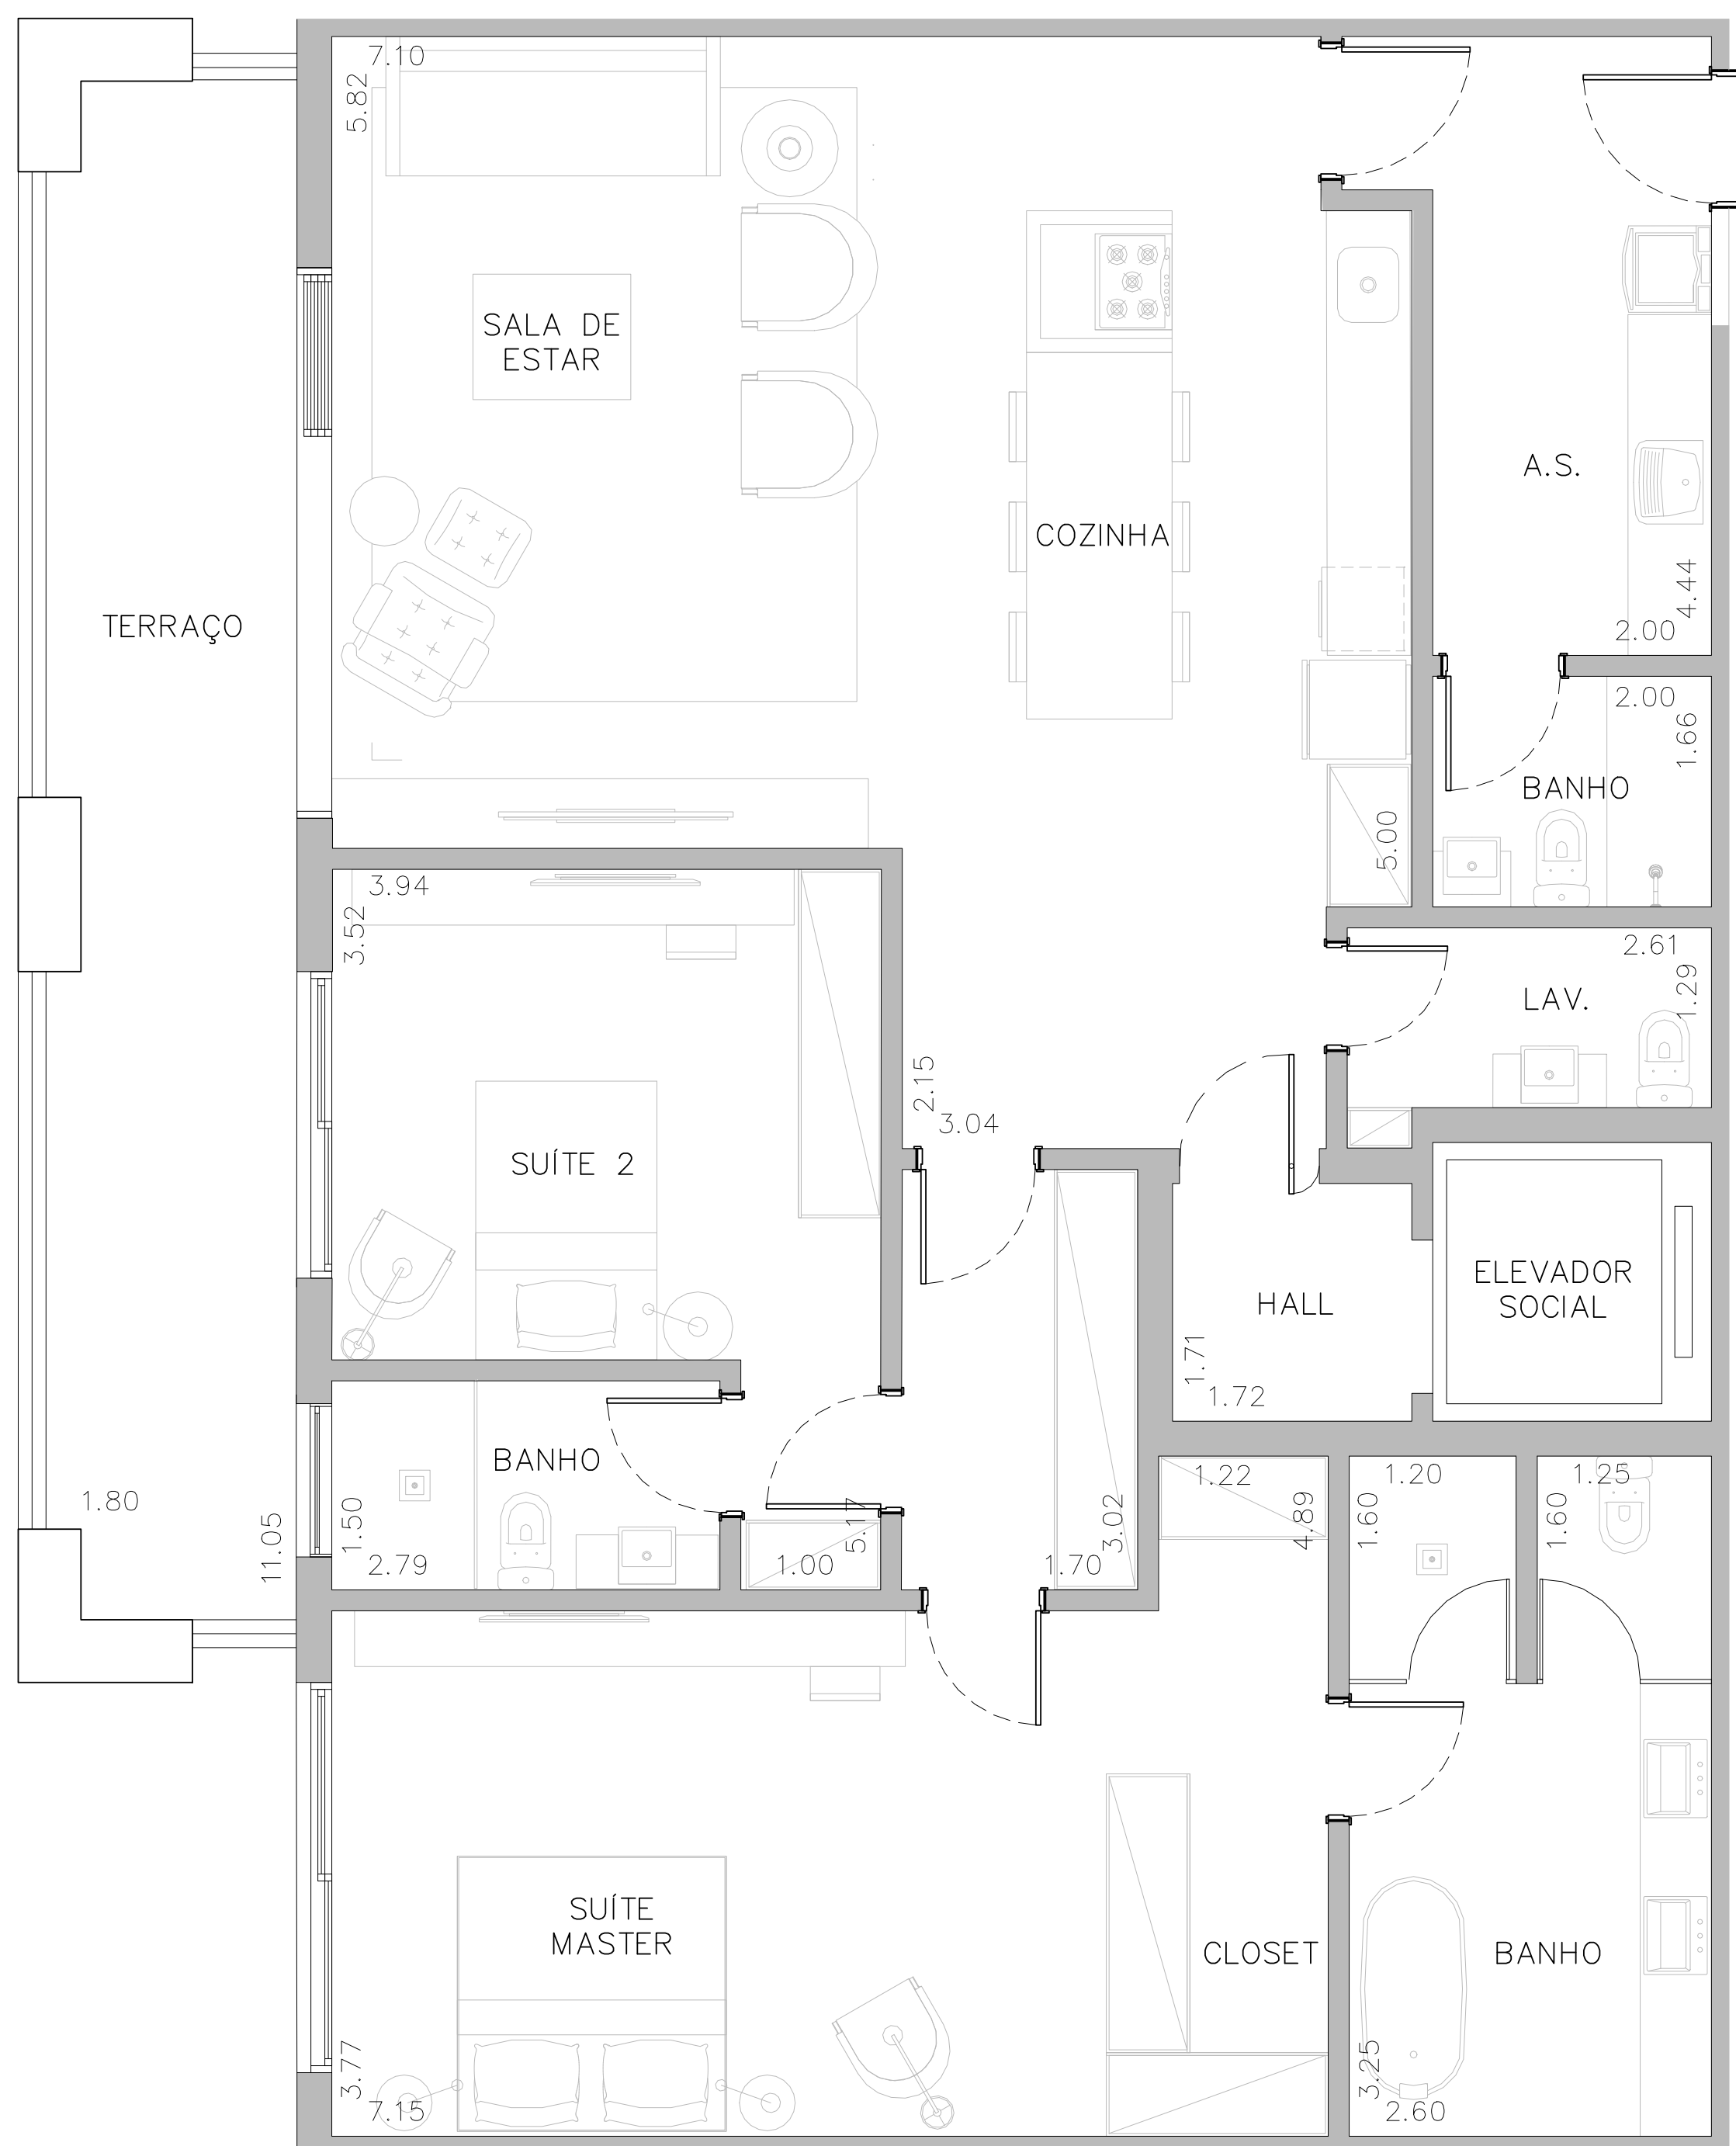 7.10
5.82
SALA DE
ESTAR
A.S.
COZINHA
4.44
TERRAÇO
2.00
2.00
1.66
BANHO
5.00
3.94
3.52
2.61
1.29
LAV.
2.15
3.04
SUÍTE 2
ELEVADOR
SOCIAL
HALL
1.71
1.72
BANHO
1.22
1.20
1.25
1.80
11.05
1.50
5.17
3.02
4.89
1.60
1.60
2.79
1.00
1.70
SUÍTE
MASTER
CLOSET
BANHO
3.77
3.25
7.15
2.60